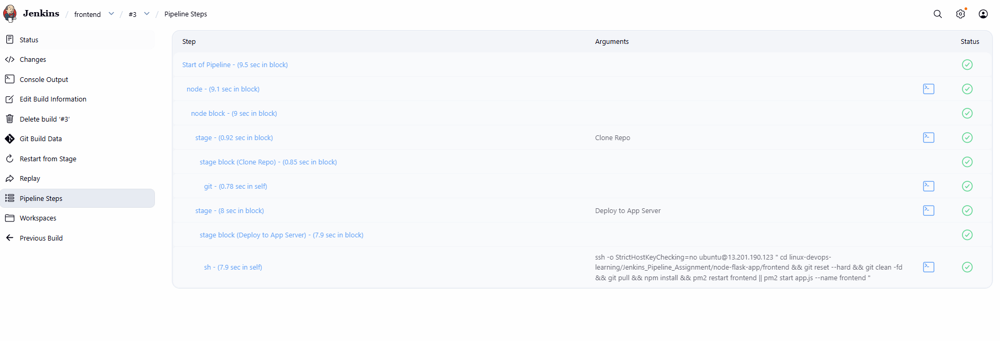 Jenkins / frontend / #3 / Pipeline Steps
Status
Changes
Console Output
Edit Build Information
Delete build ‘#3’
Git Build Data
Restart from Stage
Replay
Pipeline Steps
Workspaces
Previous Build
Step Arguments Status
Start of Pipeline - (9.5 sec in block)
node - (9.1 sec in block)
node block - (9 sec in block)
stage - (0.92 sec in block) Clone Repo
stage block (Clone Repo) - (0.85 sec in block)
git - (0.78 sec in self)
stage - (8 sec in block) Deploy to App Server
stage block (Deploy to App Server) - (7.9 sec in block)
sh - (7.9 sec in self)
ssh -o StrictHostKeyChecking=no ubuntu@13.201.190.123 " cd linux-devops-
learning/Jenkins_Pipeline_Assignment/node-flask-app/frontend && git reset --hard && git clean -fd
&& git pull && npm install && pm2 restart frontend || pm2 start app.js --name frontend "